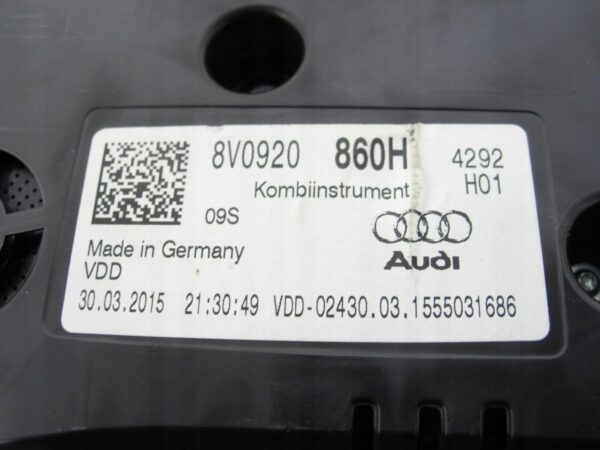 8V0920 860H 4292
Kombiinstrument H01
09S
Made in Germany
VDD
Audi
30.03.2015 21:30:49 VDD-02430.03.1555031686